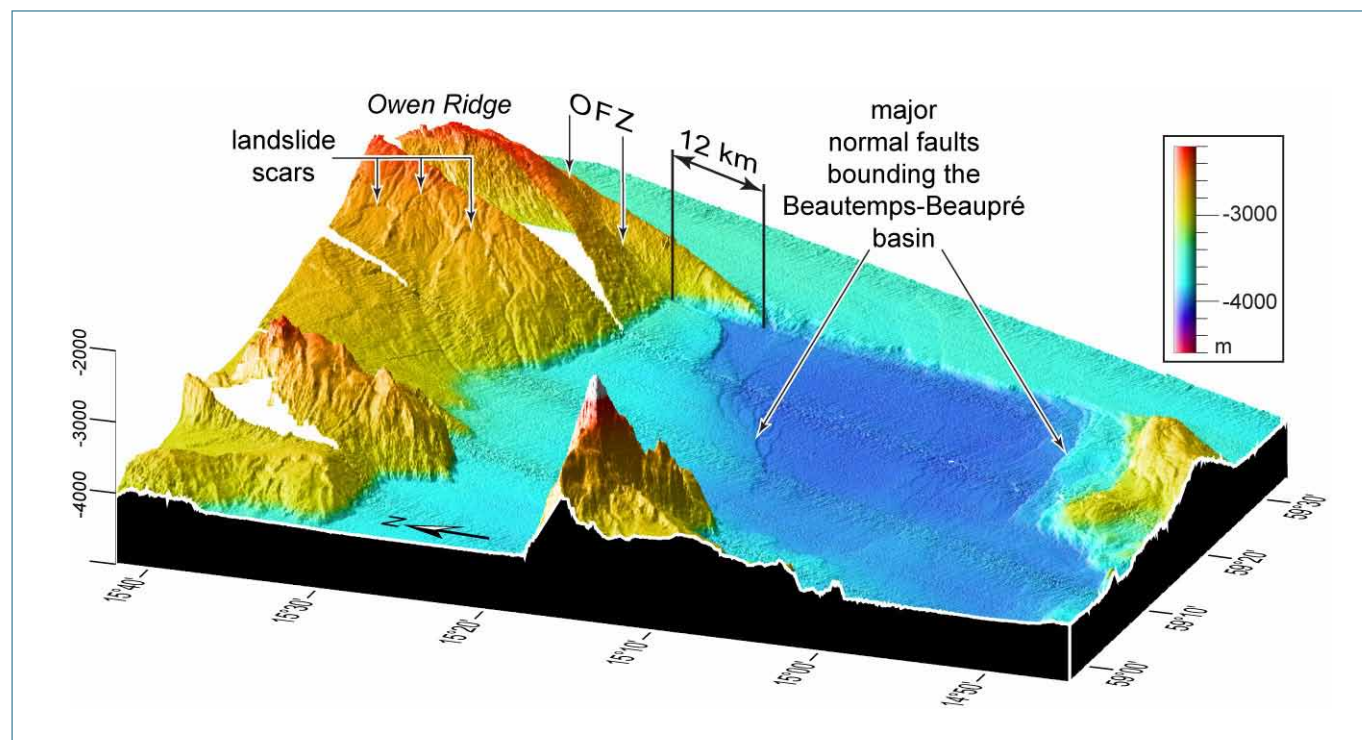 Owen Ridge
OFZ
landslide
scars
12 km
major
normal faults
bounding the
Beautemps-Beaupré
basin
-3000
-4000
m
-2000
-3000
-4000
N
15°40'
15°30'
15°20'
15°10'
15°00'
14°50'
59°00'
59°10'
59°20'
59°30'